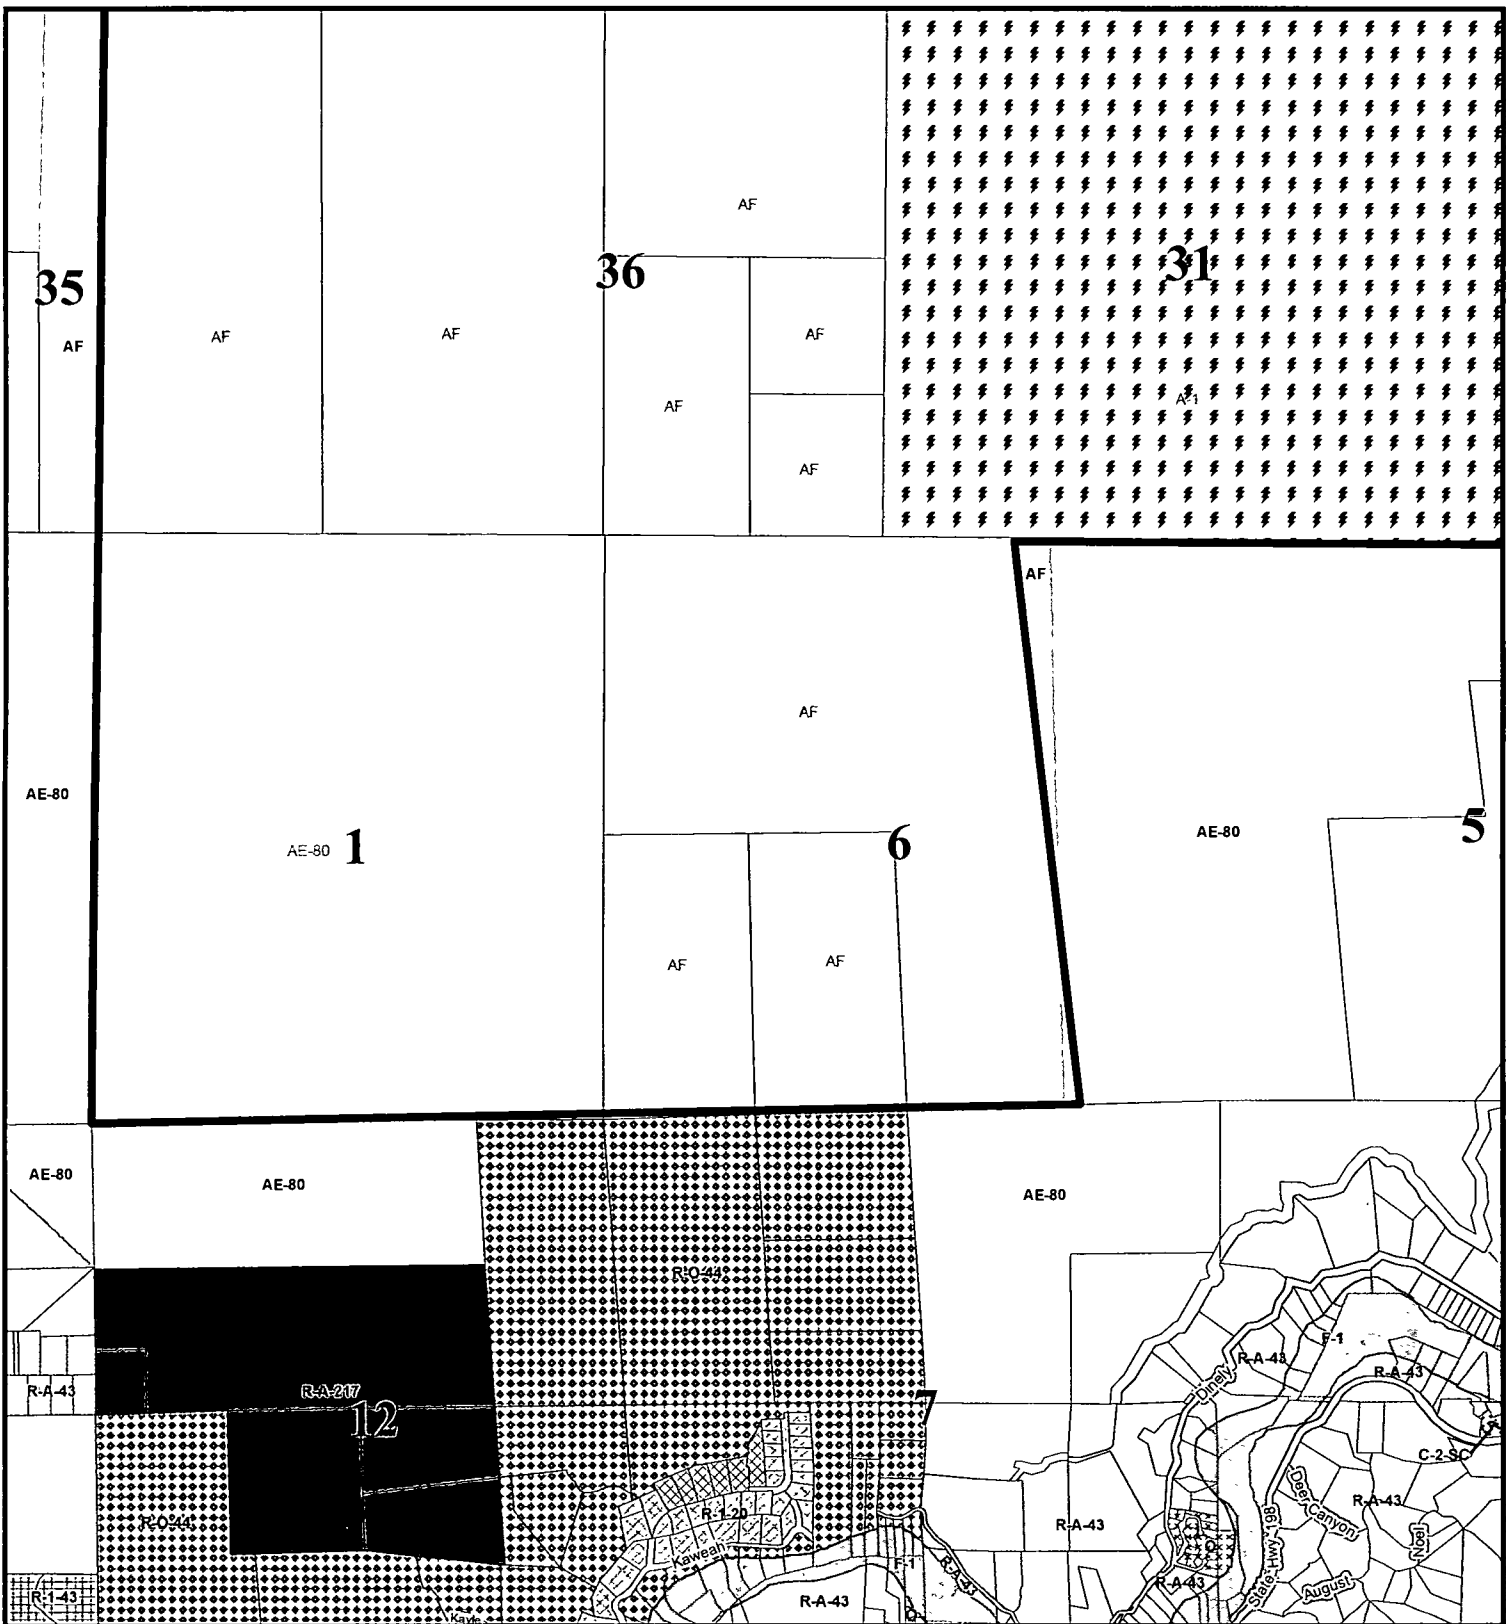 AF
36
31
35
AF
AF
AF
AF
AF
A-1
AF
AF
AF
AE-80
AE-80
1
6
AE-80
5
AF
AF
AE-80
AE-80
AE-80
R-O-44
F-1
R-A-43
R-A-43
Dinely
R-A-43
R-A-217
12
7
C-2-SC
R-A-43
Deer Canyon
R-O-44
R-1-20
R-A-43
State Hwy 198
Noel
Kaweah
O
F-1
R-A-43
R-A-43
August
R-1-43
R-A-43
O
Kayle